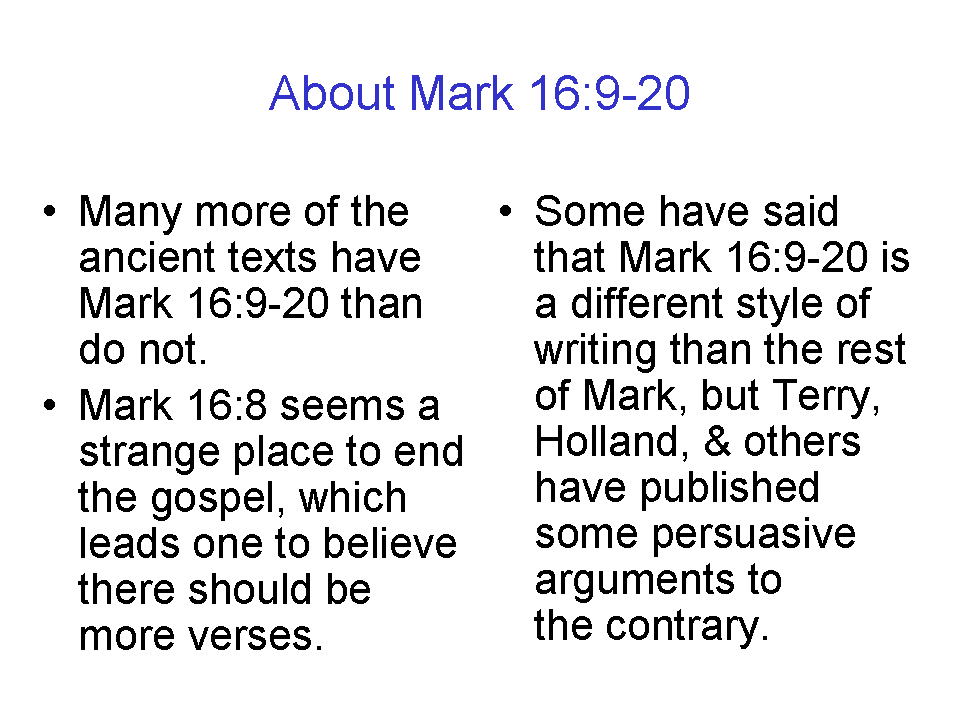 About Mark 16:9-20
• Many more of the
ancient texts have
Mark 16:9-20 than
do not.
• Mark 16:8 seems a
strange place to end
the gospel, which
leads one to believe
there should be
more verses.
• Some have said
that Mark 16:9-20 is
a different style of
writing than the rest
of Mark, but Terry,
Holland, & others
have published
some persuasive
arguments to
the contrary.